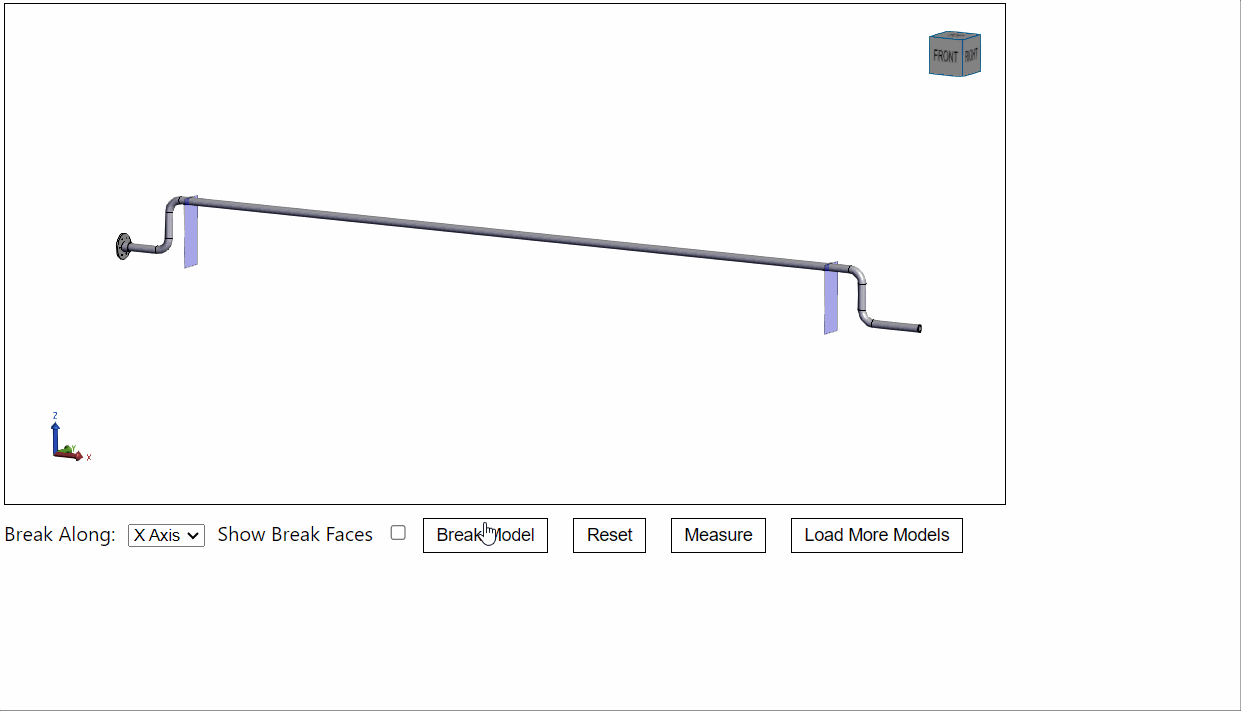 FRONT RIGHT
Z
Y
X
Break Along: X Axis Show Break Faces Break Model Reset Measure Load More Models